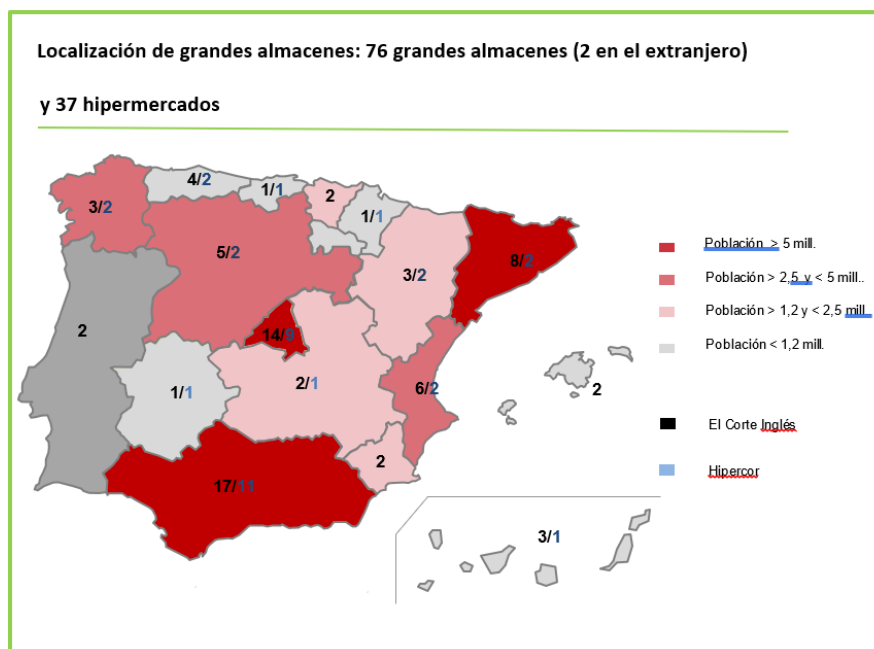 Localización de grandes almacenes: 76 grandes almacenes (2 en el extranjero)
y 37 hipermercados
4/2
1/1
2
3/2
1/1
5/2
3/2
8/2
2
14/9
1/1
2/1
6/2
2
2
17/11
3/1
Población > 5 mill.
Población > 2,5 y < 5 mill..
Población > 1,2 y < 2,5 mill.
Población < 1,2 mill.
El Corte Inglés
Hipercor